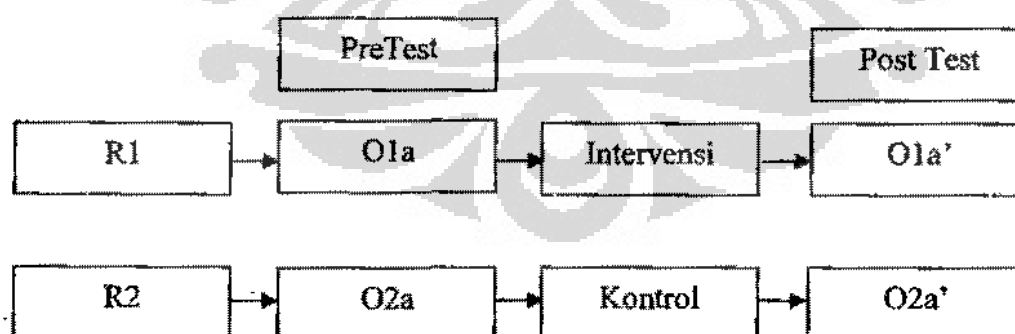 PreTest Post Test
R1 O1a Intervensi O1a'
R2 O2a Kontrol O2a'